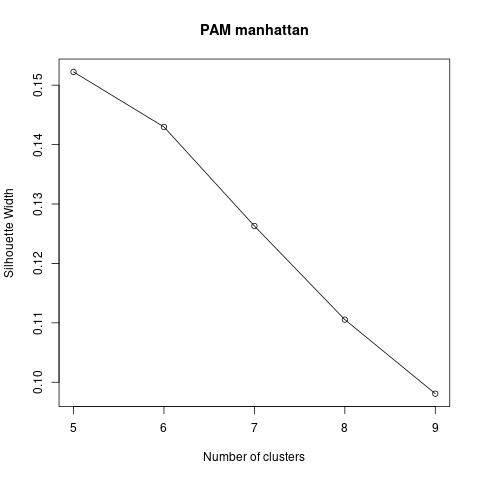 PAM manhattan
Silhouette Width
0.15
0.14
0.13
0.12
0.11
0.10
5 6 7 8 9
Number of clusters